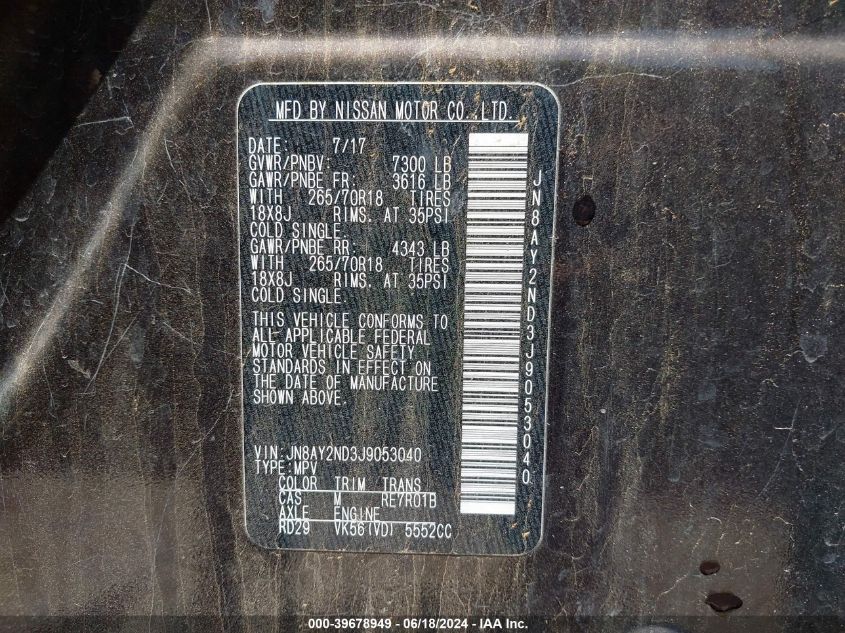 MFD BY NISSAN MOTOR CO.,LTD.
DATE: 7/17
GVWR/PNBV: 7300 LB
GAWR/PNBE FR: 3616 LB
WITH 265/70R18 TIRES
18X8J RIMS. AT 35PSI
COLD SINGLE.
GAWR/PNBE RR: 4343 LB
WITH 265/70R18 TIRES
18X8J RIMS. AT 35PSI
COLD SINGLE.
THIS VEHICLE CONFORMS TO
ALL APPLICABLE FEDERAL
MOTOR VEHICLE SAFETY
STANDARDS IN EFFECT ON
THE DATE OF MANUFACTURE
SHOWN ABOVE.
VIN:JN8AY2ND3J9053040
TYPE:MPV
COLOR TRIM TRANS
CAS M RE7R01B
AXLE ENGINE
RD29 VK56(VD) 5552CC
JN8AY2ND3J9053040
000-39678949 - 06/18/2024 - IAA Inc.